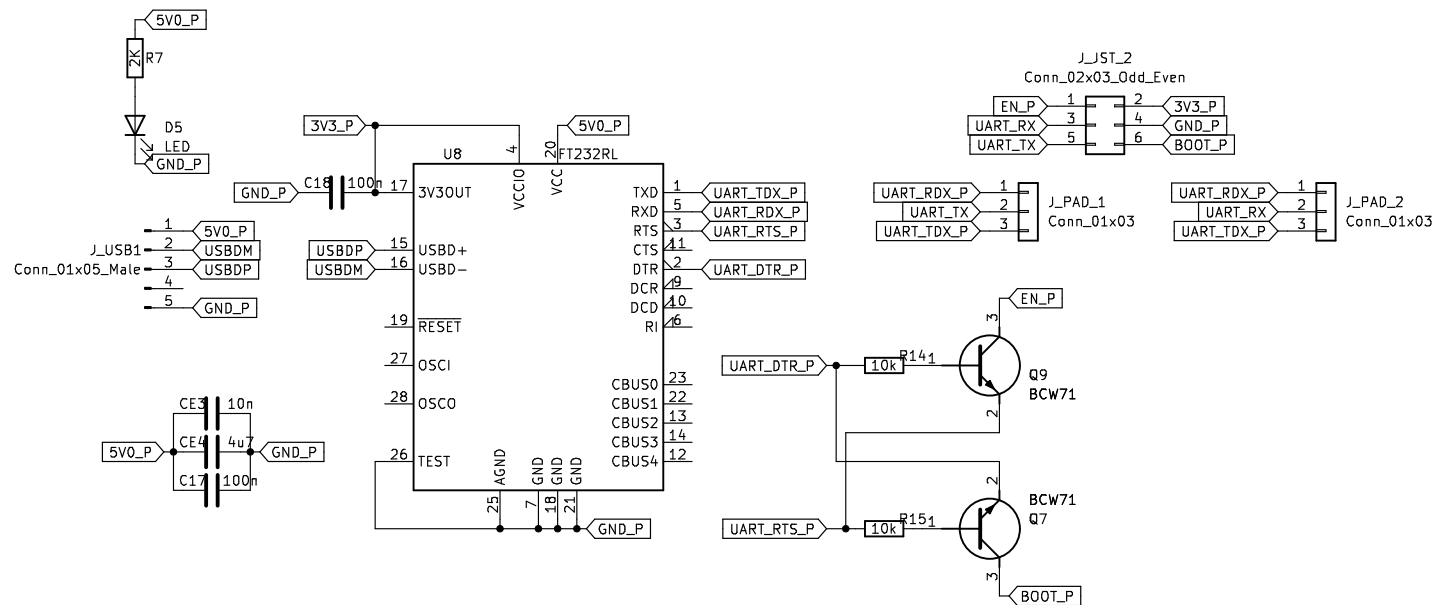 5V0_P
2K
R7
D5
LED
GND_P
J_USB1
Conn_01x05_Male
1 5V0_P
2 USBDM
3 USBDP
4
5 GND_P
CE3 10n
CE4 4u7
C17 100n
5V0_P
GND_P
3V3_P
5V0_P
4
20
U8
FT232RL
GND_P
C18 100n
17 3V3OUT
VCCIO
VCC
USBDP 15 USBD+
USBDM 16 USBD-
19 RESET
27 OSCI
28 OSCO
26 TEST
TXD 1 UART_TDX_P
RXD 5 UART_RDX_P
RTS 3 UART_RTS_P
CTS 11
DTR 2 UART_DTR_P
DCR 9
DCD 10
RI 6
CBUS0 23
CBUS1 22
CBUS2 13
CBUS3 14
CBUS4 12
AGND
GND
GND
GND
25
7
18
21
GND_P
J_JST_2
Conn_02x03_Odd_Even
EN_P 1 2 3V3_P
UART_RX 3 4 GND_P
UART_TX 5 6 BOOT_P
UART_RDX_P 1
UART_TX 2
UART_TDX_P 3
J_PAD_1
Conn_01x03
UART_RDX_P 1
UART_RX 2
UART_TDX_P 3
J_PAD_2
Conn_01x03
EN_P
3
UART_DTR_P
10k
R14
1
Q9
BCW71
2
2
BCW71
Q7
UART_RTS_P
10k
R15
1
3
BOOT_P